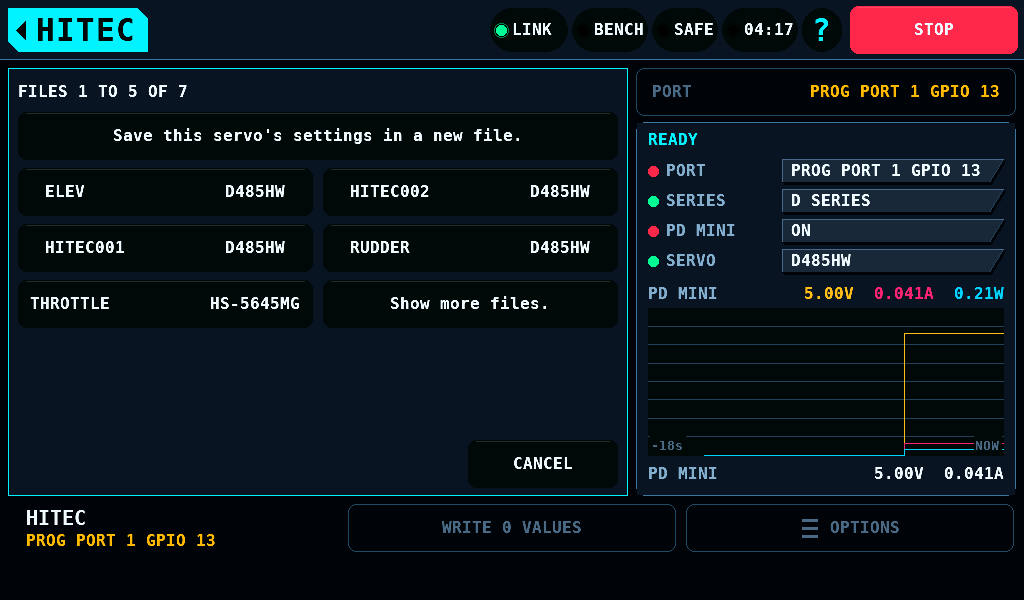 HITEC
LINK
BENCH
SAFE
04:17
?
STOP
FILES 1 TO 5 OF 7
Save this servo's settings in a new file.
ELEV D485HW
HITEC002 D485HW
HITEC001 D485HW
RUDDER D485HW
THROTTLE HS-5645MG
Show more files.
CANCEL
PORT PROG PORT 1 GPIO 13
READY
PORT PROG PORT 1 GPIO 13
SERIES D SERIES
PD MINI ON
SERVO D485HW
PD MINI 5.00V 0.041A 0.21W
-18s NOW
PD MINI 5.00V 0.041A
HITEC
PROG PORT 1 GPIO 13
WRITE 0 VALUES
OPTIONS